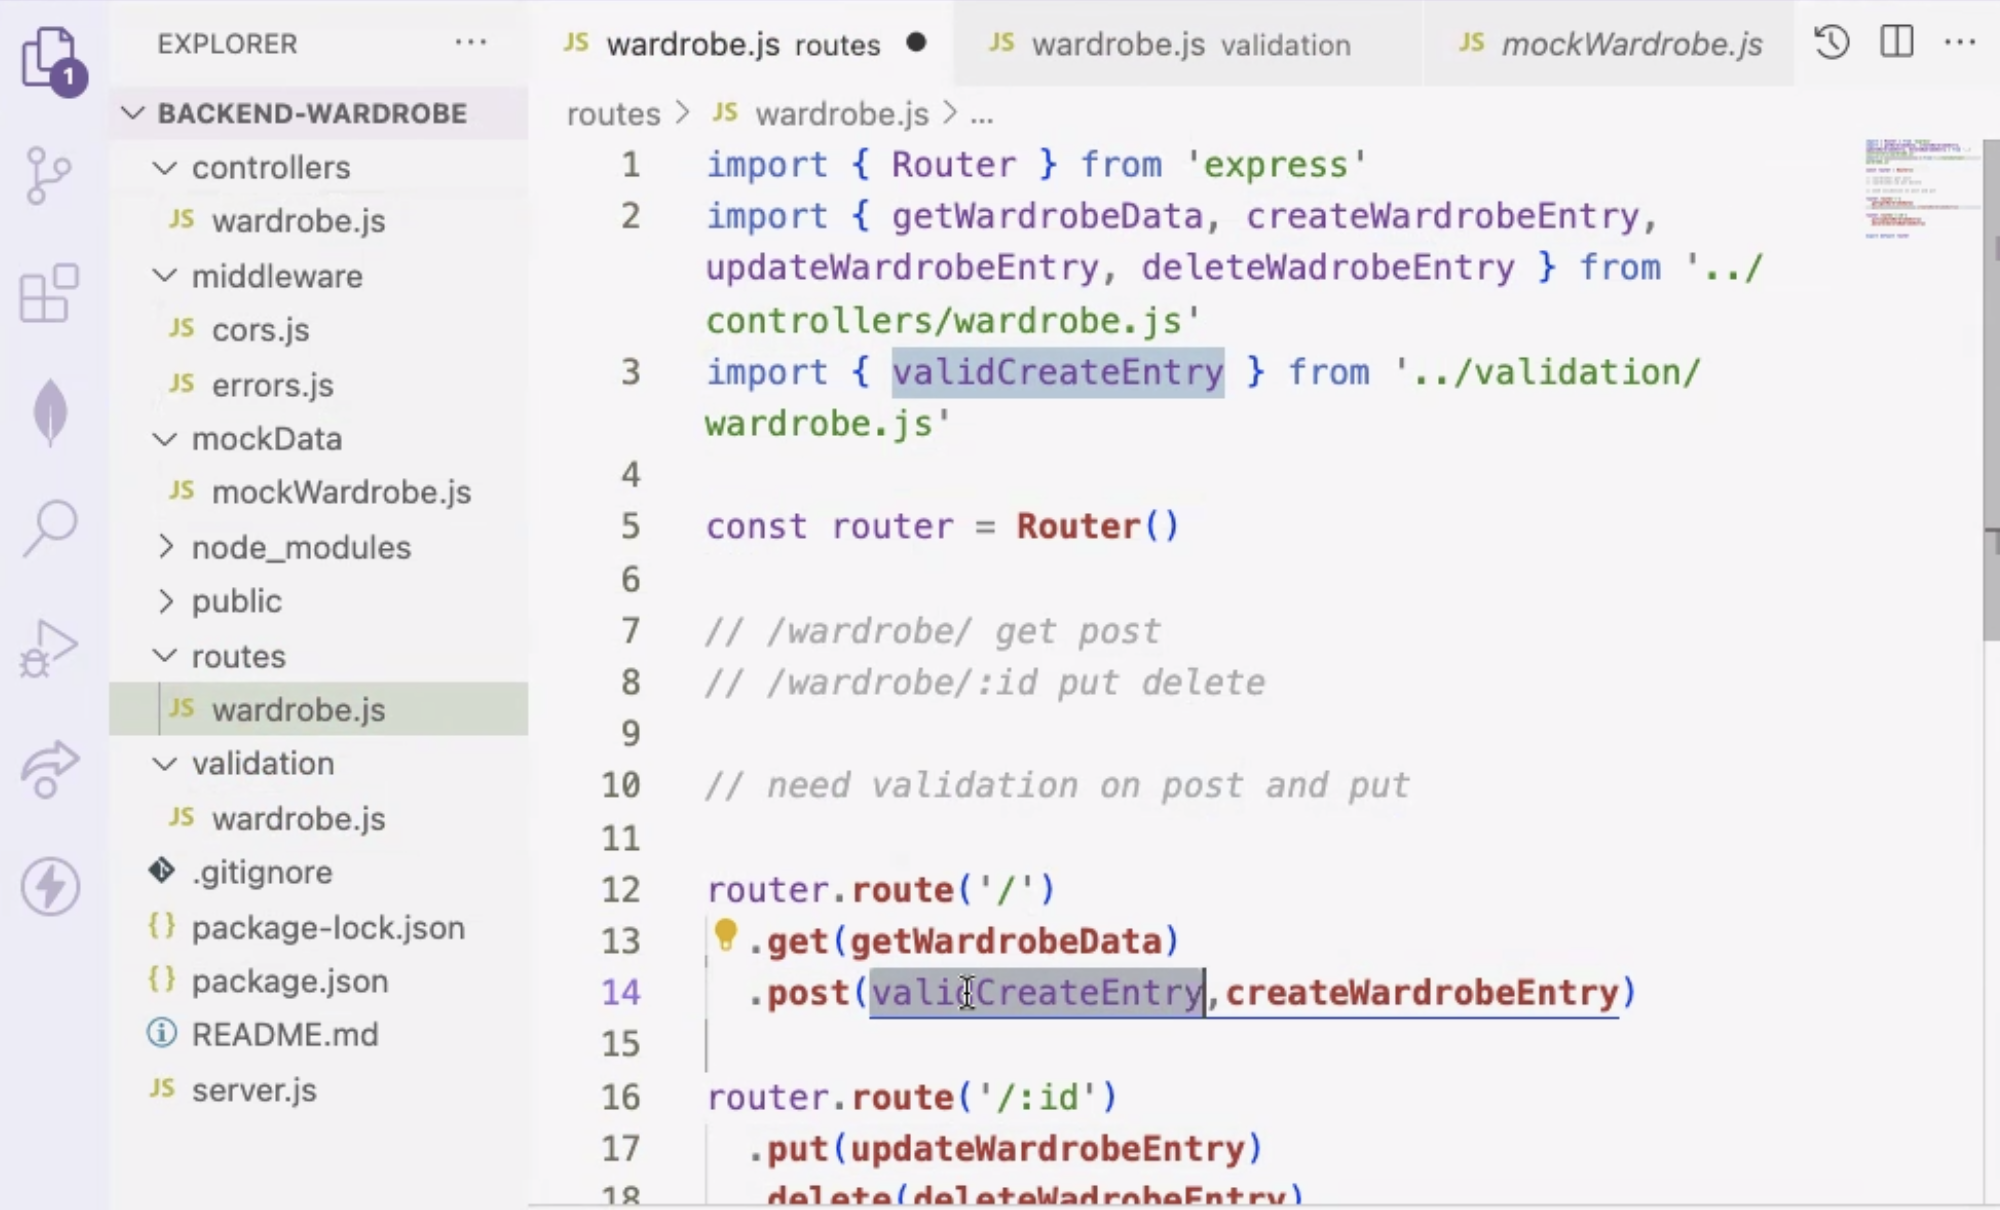 1
EXPLORER ...
BACKEND-WARDROBE
controllers
JS wardrobe.js
middleware
JS cors.js
JS errors.js
mockData
JS mockWardrobe.js
node_modules
public
routes
JS wardrobe.js
validation
JS wardrobe.js
.gitignore
{} package-lock.json
{} package.json
README.md
JS server.js
JS wardrobe.js routes
JS wardrobe.js validation
JS mockWardrobe.js
routes > JS wardrobe.js > ...
1 import { Router } from 'express'
2 import { getWardrobeData, createWardrobeEntry,
updateWardrobeEntry, deleteWadrobeEntry } from '../
controllers/wardrobe.js'
3 import { validCreateEntry } from '../validation/
wardrobe.js'
4
5 const router = Router()
6
7 // /wardrobe/ get post
8 // /wardrobe/:id put delete
9
10 // need validation on post and put
11
12 router.route('/')
13 .get(getWardrobeData)
14 .post(validCreateEntry,createWardrobeEntry)
15
16 router.route('/:id')
17 .put(updateWardrobeEntry)
18 .delete(deleteWadrobeEntry)